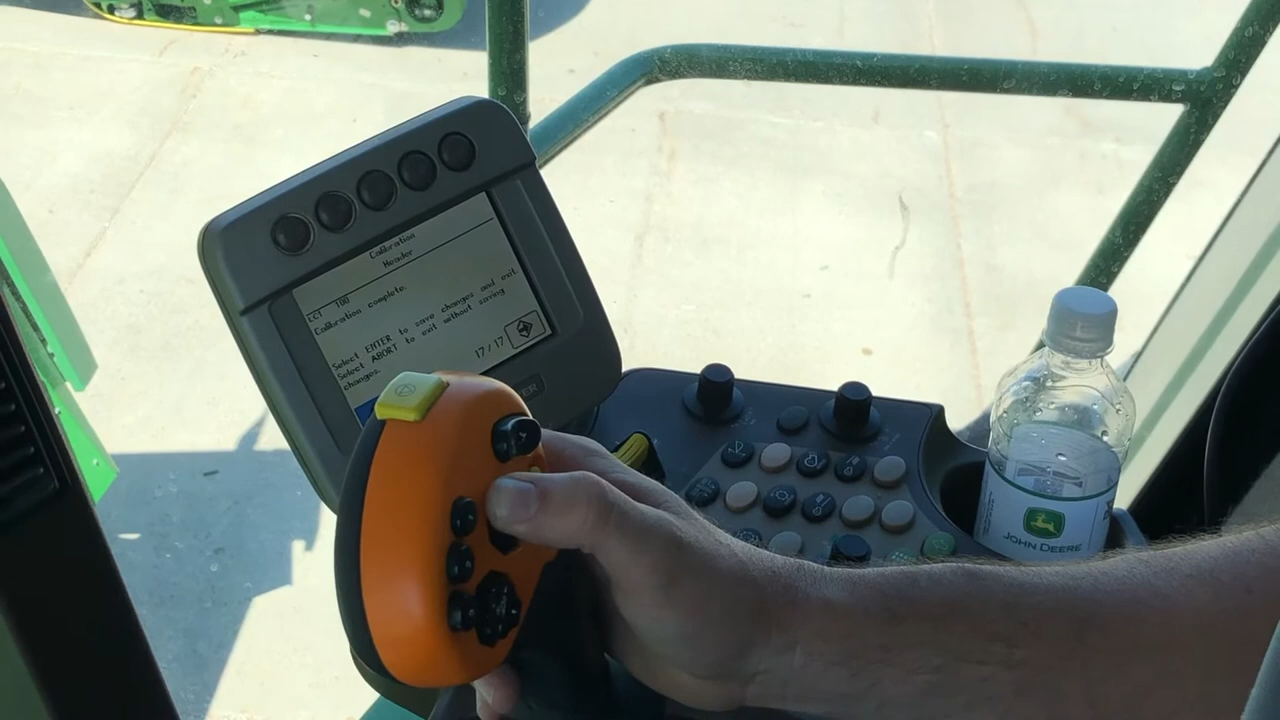 Calibration
Header
LC1 100
Calibration complete.
Select ENTER to save changes and exit.
Select ABORT to exit without saving
changes.
17/17
JOHN DEERE